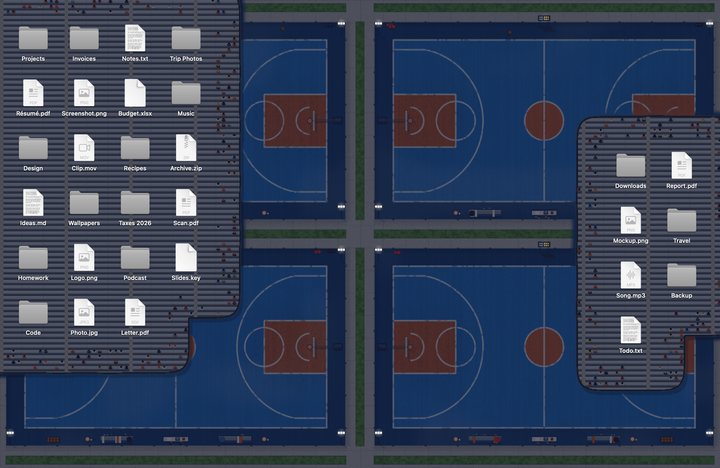 Projects
Invoices
Notes.txt
Trip Photos
Résumé.pdf
Screenshot.png
Budget.xlsx
Music
Design
Clip.mov
Recipes
Archive.zip
Ideas.md
Wallpapers
Taxes 2026
Scan.pdf
Homework
Logo.png
Podcast
Slides.key
Code
Photo.jpg
Letter.pdf
Downloads
Report.pdf
Mockup.png
Travel
Song.mp3
Backup
Todo.txt